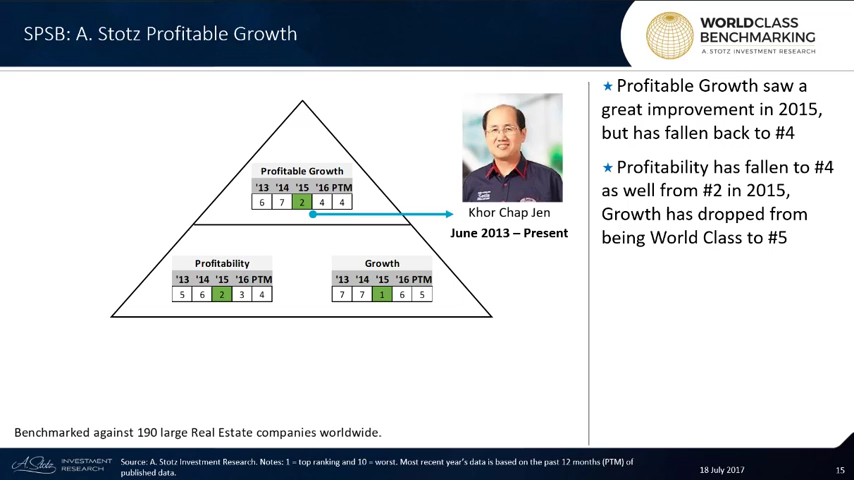 SPSB: A. Stotz Profitable Growth
WORLDCLASS
BENCHMARKING
A STOTZ INVESTMENT RESEARCH
Profitable Growth
'13 '14 '15 '16 PTM
6 7 2 4 4
Khor Chap Jen
June 2013 – Present
Profitability
'13 '14 '15 '16 PTM
5 6 2 3 4
Growth
'13 '14 '15 '16 PTM
7 7 1 6 5
★ Profitable Growth saw a
great improvement in 2015,
but has fallen back to #4
★ Profitability has fallen to #4
as well from #2 in 2015,
Growth has dropped from
being World Class to #5
Benchmarked against 190 large Real Estate companies worldwide.
A. Stotz INVESTMENT
RESEARCH
Source: A. Stotz Investment Research. Notes: 1 = top ranking and 10 = worst. Most recent year's data is based on the past 12 months (PTM) of
published data.
18 July 2017
15